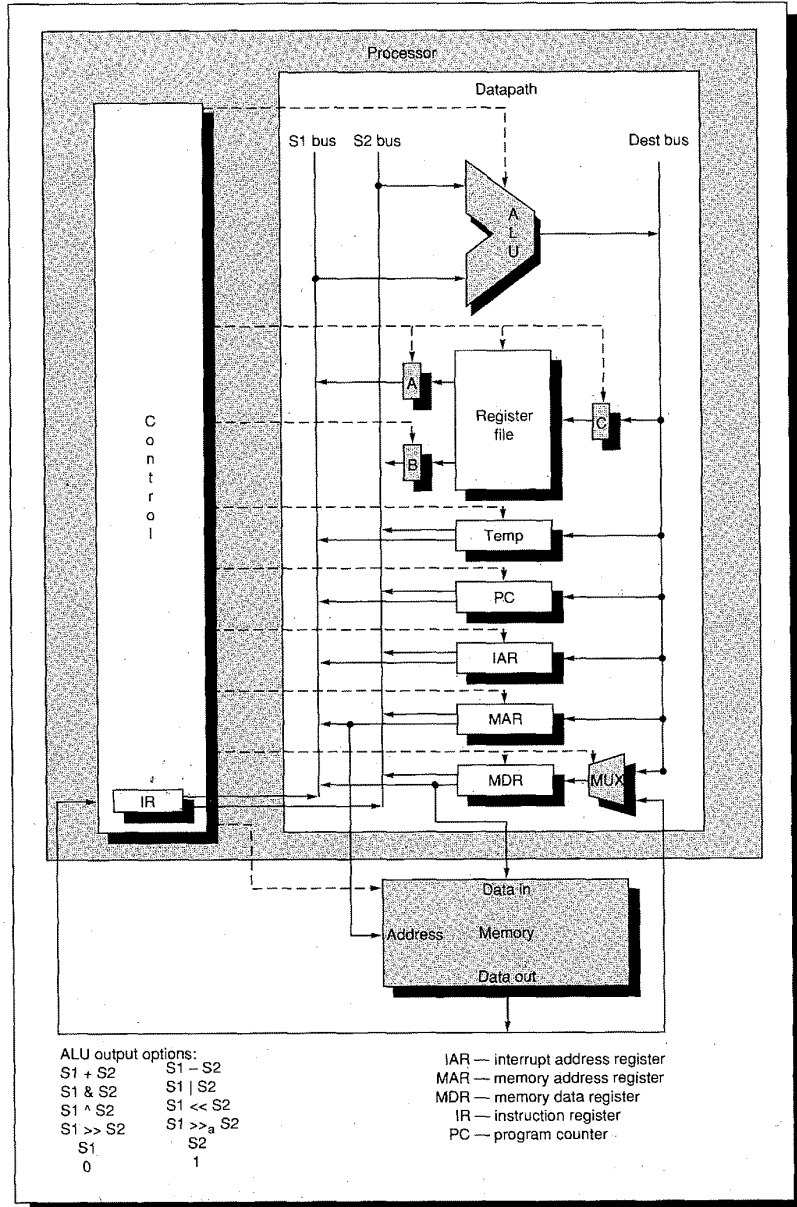 Processor
Datapath
S1 bus
S2 bus
Dest bus
ALU
A
Register
file
C
Control
B
Temp
PC
IAR
MAR
MDR
MUX
IR
Data in
Address
Memory
Data out
ALU output options:
S1 + S2
S1 − S2
S1 & S2
S1 | S2
S1 ^ S2
S1 << S2
S1 >> S2
S1 >>a S2
S1
S2
0
1
IAR — interrupt address register
MAR — memory address register
MDR — memory data register
IR — instruction register
PC — program counter